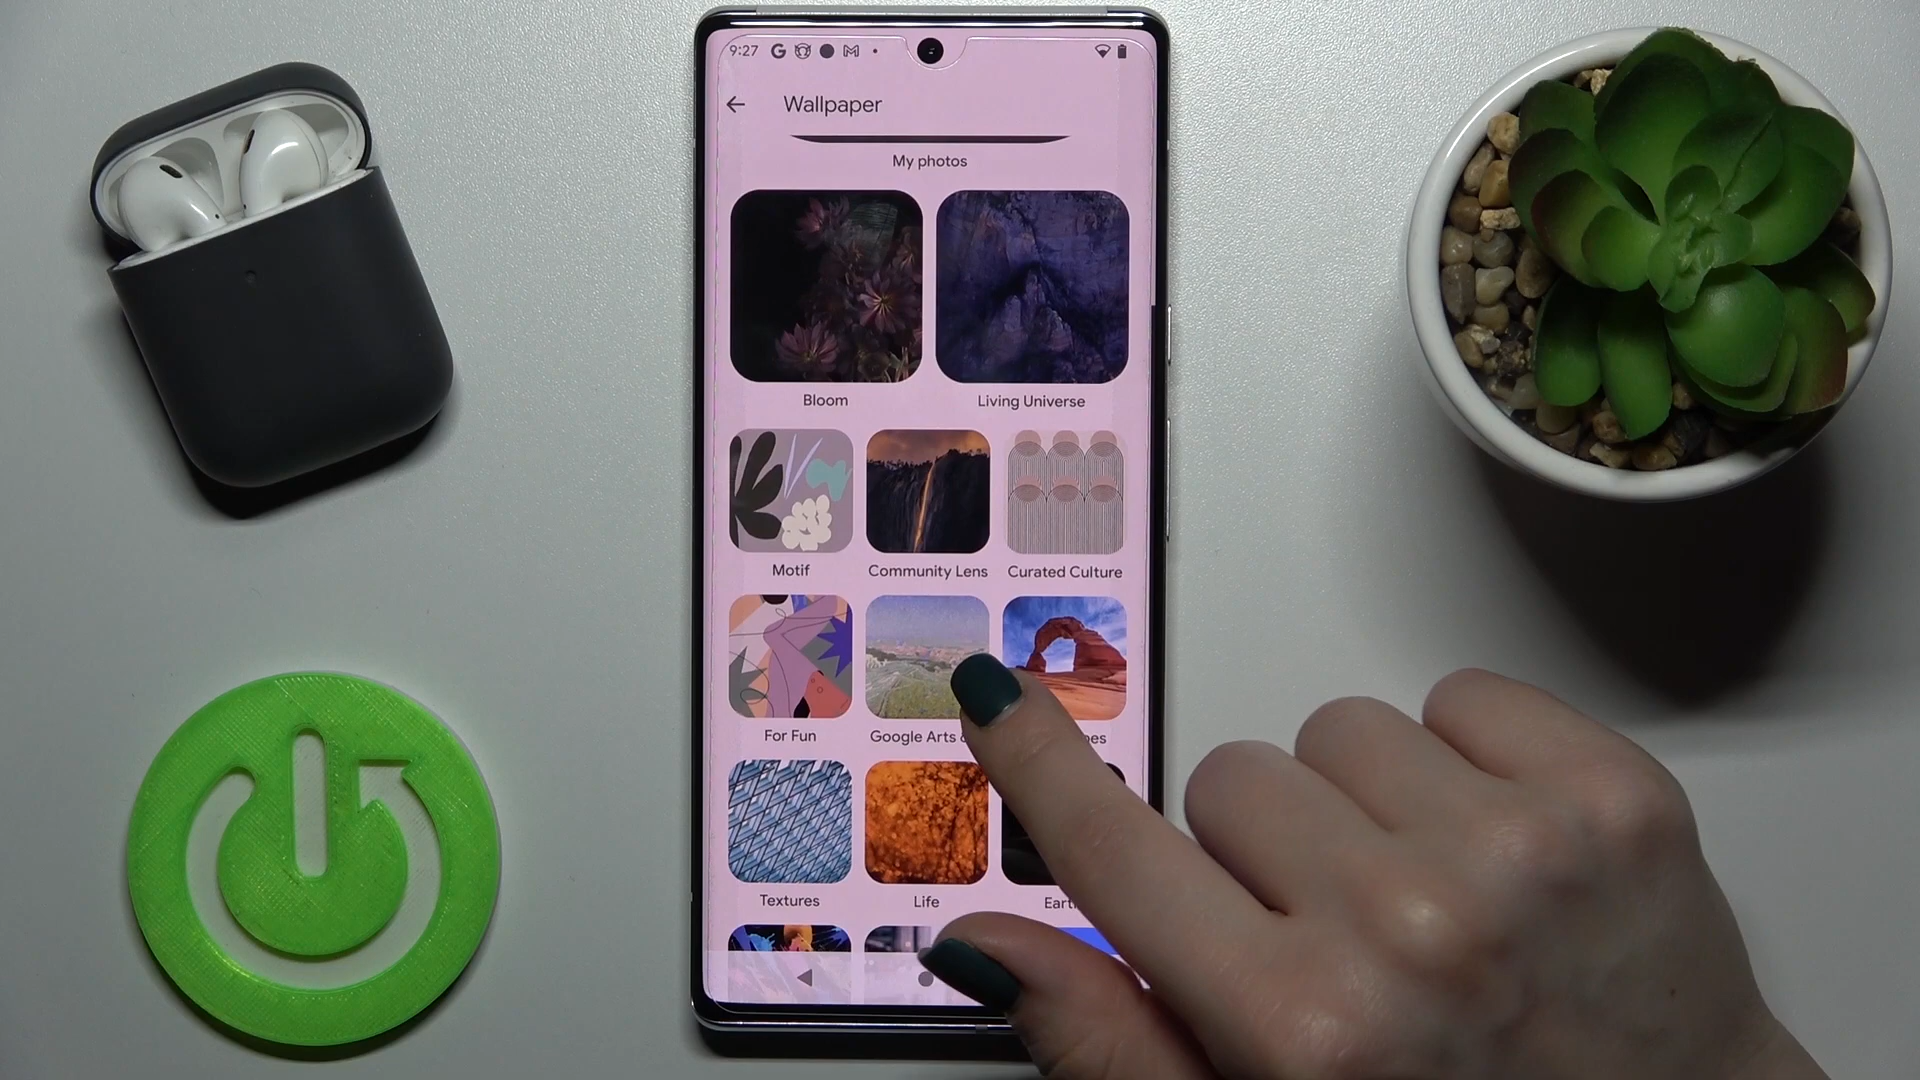 9:27
Wallpaper
My photos
Bloom
Living Universe
Motif
Community Lens
Curated Culture
For Fun
Google Arts
Textures
Life